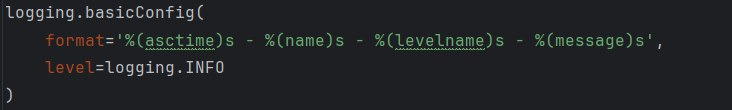 logging.basicConfig(
    format='%(asctime)s - %(name)s - %(levelname)s - %(message)s',
    level=logging.INFO
)